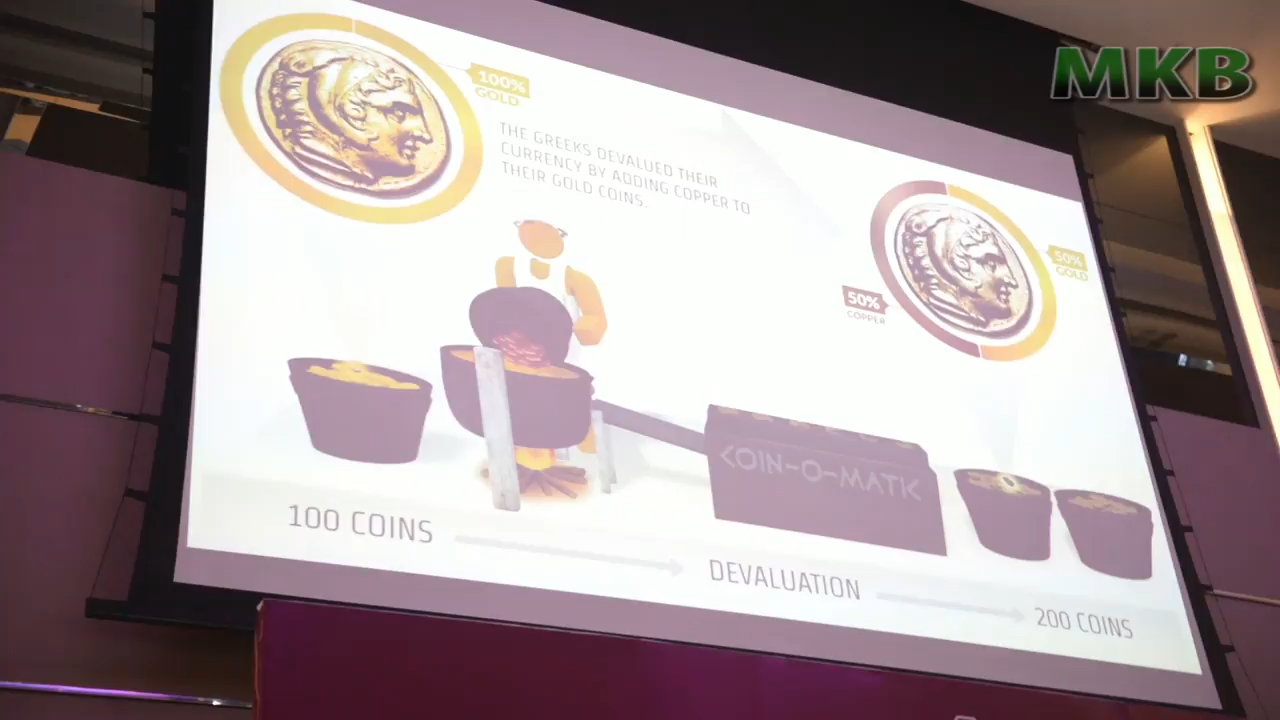 MKB
100%
GOLD
THE GREEKS DEVALUED THEIR
CURRENCY BY ADDING COPPER TO
THEIR GOLD COINS.
50%
GOLD
50%
COPPER
COIN-O-MATIC
100 COINS
DEVALUATION
200 COINS